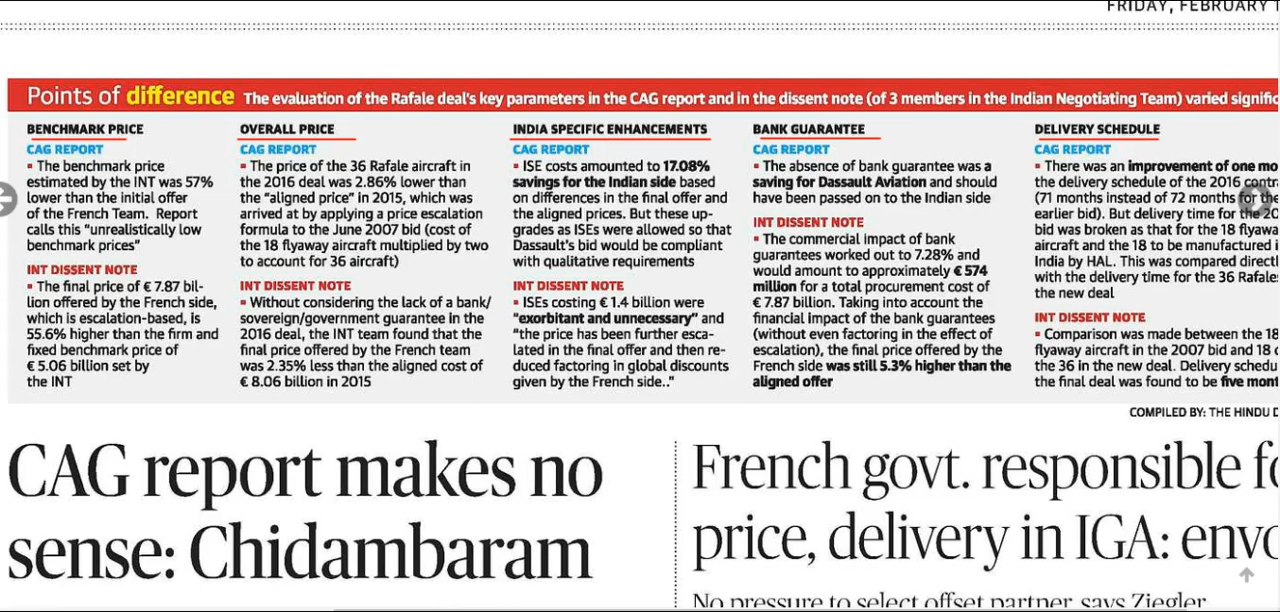 FRIDAY, FEBRUARY 1
Points of difference The evaluation of the Rafale deal's key parameters in the CAG report and in the dissent note (of 3 members in the Indian Negotiating Team) varied
BENCHMARK PRICE
CAG REPORT
▪ The benchmark price
estimated by the INT was 57%
lower than the initial offer
of the French Team. Report
calls this "unrealistically low
benchmark prices"
INT DISSENT NOTE
▪ The final price of € 7.87 bil-
lion offered by the French side,
which is escalation-based, is
55.6% higher than the firm and
fixed benchmark price of
€ 5.06 billion set by
the INT
OVERALL PRICE
CAG REPORT
▪ The price of the 36 Rafale aircraft in
the 2016 deal was 2.86% lower than
the "aligned price" in 2015, which was
arrived at by applying a price escalation
formula to the June 2007 bid (cost of
the 18 flyaway aircraft multiplied by two
to account for 36 aircraft)
INT DISSENT NOTE
▪ Without considering the lack of a bank/
sovereign/government guarantee in the
2016 deal, the INT team found that the
final price offered by the French team
was 2.35% less than the aligned cost of
€ 8.06 billion in 2015
INDIA SPECIFIC ENHANCEMENTS
CAG REPORT
▪ ISE costs amounted to 17.08%
savings for the Indian side based
on differences in the final offer and
the aligned prices. But these up-
grades as ISEs were allowed so that
Dassault's bid would be compliant
with qualitative requirements
INT DISSENT NOTE
▪ ISEs costing € 1.4 billion were
"exorbitant and unnecessary" and
"the price has been further esca-
lated in the final offer and then re-
duced factoring in global discounts
given by the French side.."
BANK GUARANTEE
CAG REPORT
▪ The absence of bank guarantee was a
saving for Dassault Aviation and should
have been passed on to the Indian side
INT DISSENT NOTE
▪ The commercial impact of bank
guarantees worked out to 7.28% and
would amount to approximately € 574
million for a total procurement cost of
€ 7.87 billion. Taking into account the
financial impact of the bank guarantees
(without even factoring in the effect of
escalation), the final price offered by the
French side was still 5.3% higher than the
aligned offer
DELIVERY SCHEDULE
CAG REPORT
▪ There was an improvement of one mo
the delivery schedule of the 2016 contr
(71 months instead of 72 months for the
earlier bid). But delivery time for the 20
bid was broken as that for the 18 flyawa
aircraft and the 18 to be manufactured i
India by HAL. This was compared directl
with the delivery time for the 36 Rafale
the new deal
INT DISSENT NOTE
▪ Comparison was made between the 18
flyaway aircraft in the 2007 bid and 18 o
the 36 in the new deal. Delivery schedu
the final deal was found to be five mont
COMPILED BY: THE HINDU D
CAG report makes no
sense: Chidambaram
French govt. responsible fo
price, delivery in IGA: envo
No pressure to select offset partner, says Ziegler